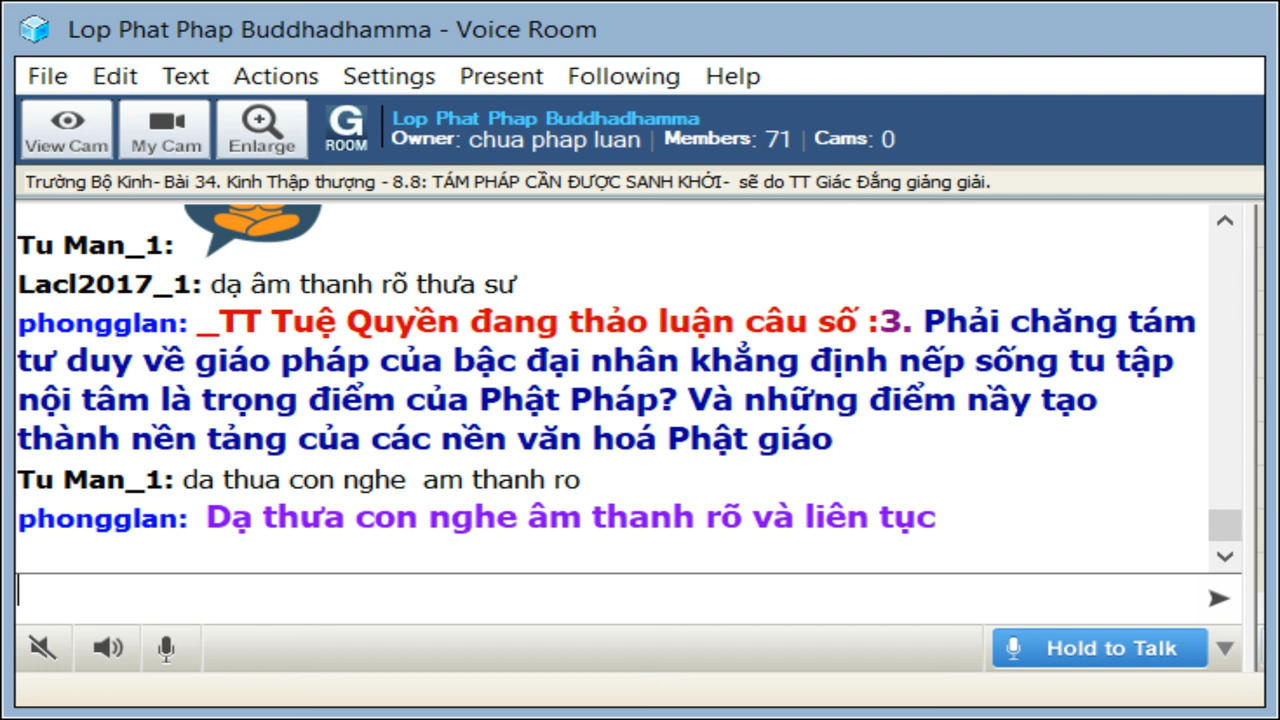 Lop Phat Phap Buddhadhamma - Voice Room
File Edit Text Actions Settings Present Following Help
View Cam My Cam Enlarge G ROOM
Lop Phat Phap Buddhadhamma
Owner: chua phap luan | Members: 71 | Cams: 0
Trường Bộ Kinh- Bài 34. Kinh Thập thượng - 8.8: TÁM PHÁP CẦN ĐƯỢC SANH KHỞI- sẽ do TT Giác Đẳng giảng giải.
Tu Man_1:
Lacl2017_1: dạ âm thanh rõ thưa sư
phongglan: _TT Tuệ Quyền đang thảo luận câu số :3. Phải chăng tám
tư duy về giáo pháp của bậc đại nhân khẳng định nếp sống tu tập
nội tâm là trọng điểm của Phật Pháp? Và những điểm nầy tạo
thành nền tảng của các nền văn hoá Phật giáo
Tu Man_1: da thua con nghe am thanh ro
phongglan: Dạ thưa con nghe âm thanh rõ và liên tục
Hold to Talk